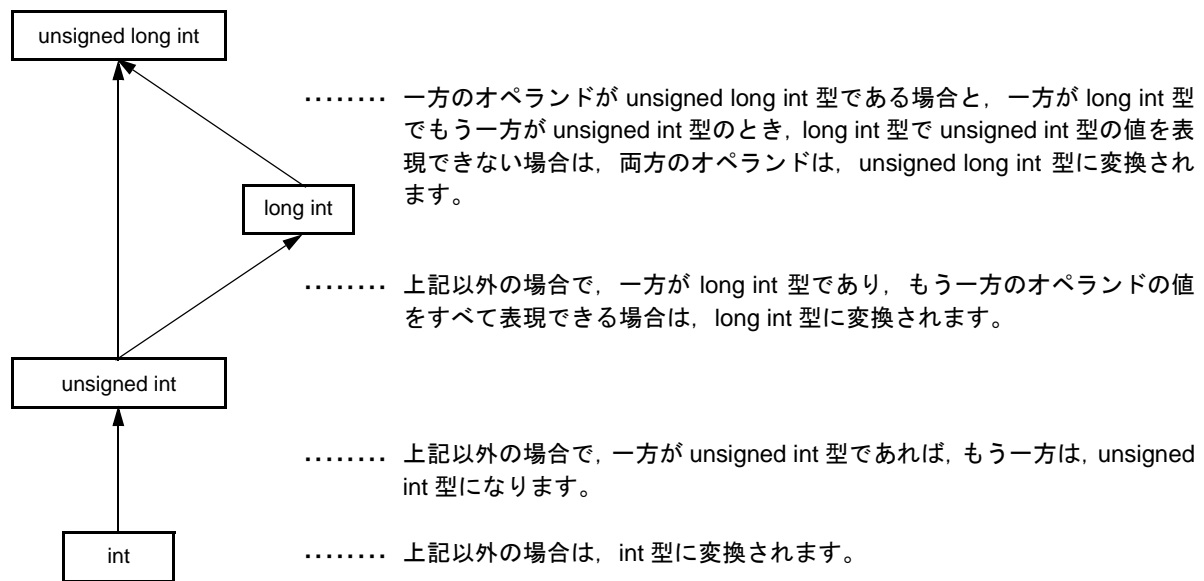 unsigned long int
........ 一方のオペランドが unsigned long int 型である場合と，一方が long int 型
でもう一方が unsigned int 型のとき，long int 型で unsigned int 型の値を表
現できない場合は，両方のオペランドは，unsigned long int 型に変換され
ます。
long int
........ 上記以外の場合で，一方が long int 型であり，もう一方のオペランドの値
をすべて表現できる場合は，long int 型に変換されます。
unsigned int
........ 上記以外の場合で，一方が unsigned int 型であれば，もう一方は，unsigned
int 型になります。
int
........ 上記以外の場合は，int 型に変換されます。